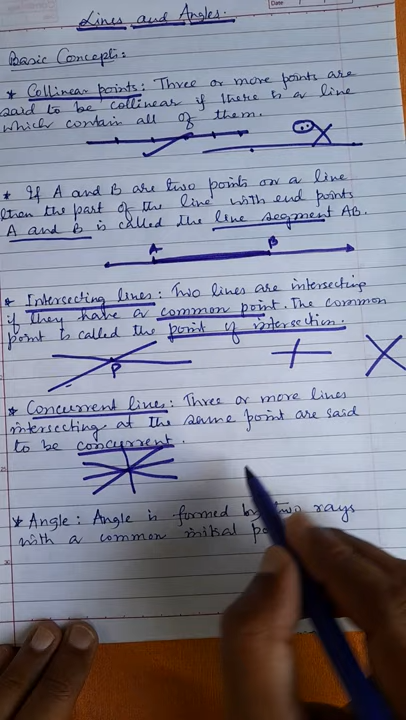 Lines and Angles.
Basic Concept:
* Collinear points: Three or more points are
said to be collinear if there is a line
which contain all of them.
* If A and B are two points on a line
then the part of the line with end points
A and B is called the line segment AB.
A B
* Intersecting lines: Two lines are intersecting
if they have a common point. The common
point is called the point of intersection.
P
* Concurrent lines: Three or more lines
intersecting at the same point are said
to be concurrent.
* Angle: Angle is formed by two rays
with a common initial